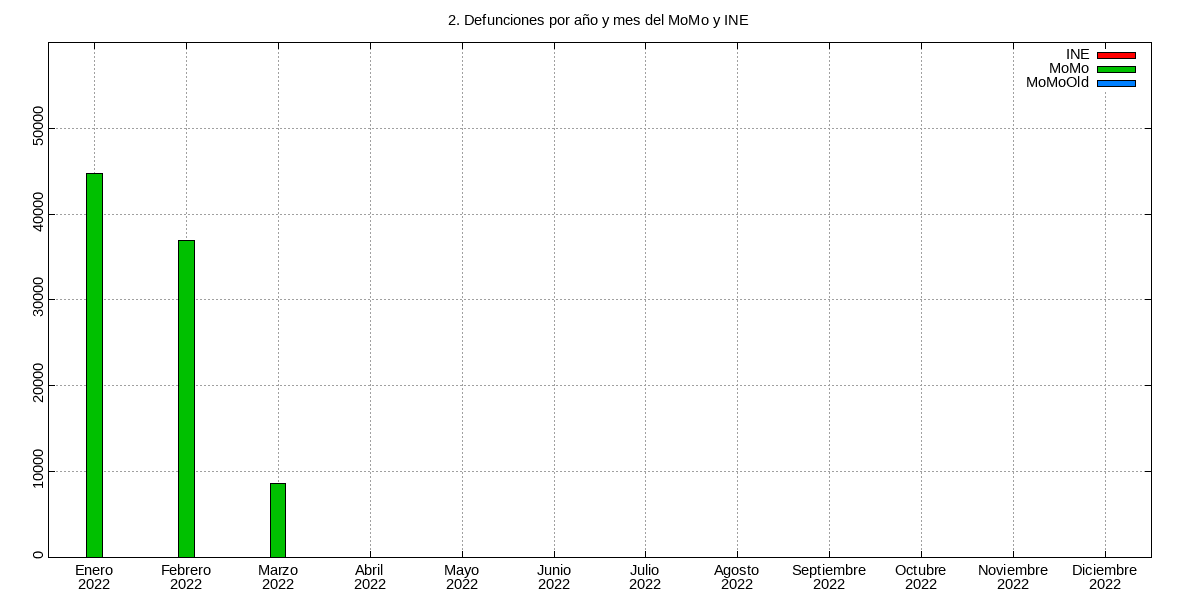 2. Defunciones por año y mes del MoMo y INE
INE
MoMo
MoMoOld
50000
40000
30000
20000
10000
0
Enero Febrero Marzo Abril Mayo Junio Julio Agosto Septiembre Octubre Noviembre Diciembre
2022 2022 2022 2022 2022 2022 2022 2022 2022 2022 2022 2022